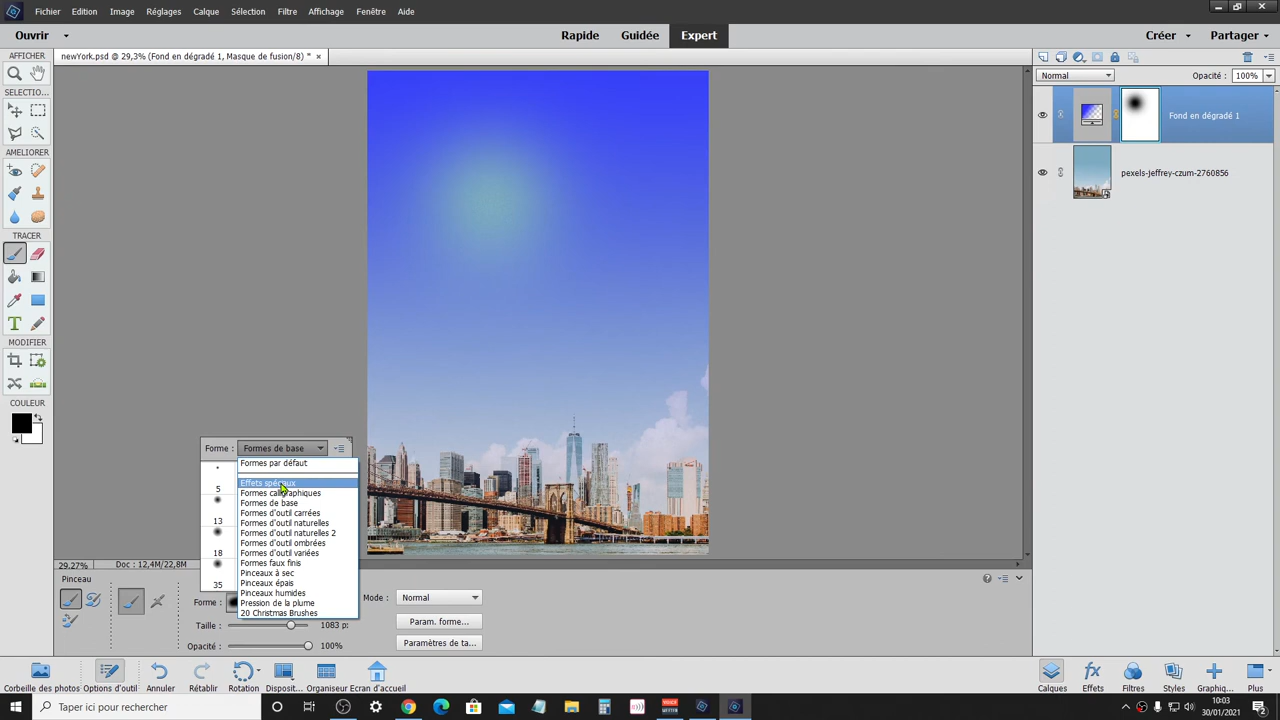 Fichier Edition Image Réglages Calque Sélection Filtre Affichage Fenêtre Aide
Ouvrir Rapide Guidée Expert Créer Partager
newYork.psd @ 29,3% (Fond en dégradé 1, Masque de fusion/8) * ×
AFFICHER
SELECTIO...
AMELIORER
TRACER
MODIFIER
COULEUR
Normal Opacité : 100%
Fond en dégradé 1
pexels-jeffrey-czum-2760856
Forme : Formes de base
Formes par défaut
Effets spéciaux
Formes calligraphiques
Formes de base
Formes d'outil carrées
Formes d'outil naturelles
Formes d'outil naturelles 2
Formes d'outil ombrées
Formes d'outil variées
Formes faux finis
Pinceaux à sec
Pinceaux épais
Pinceaux humides
Pression de la plume
20 Christmas Brushes
5
13
18
35
29,27% Doc : 12,4M/22,8M
Pinceau
Forme : Mode : Normal
Taille : 1083 p: Param. forme...
Opacité : 100% Paramètres de ta...
Corbeille des photos Options d'outil Annuler Rétablir Rotation Disposit... Organiseur Ecran d'accueil Calques Effets Filtres Styles Graphiq... Plus
Taper ici pour rechercher
10:03
30/01/2021